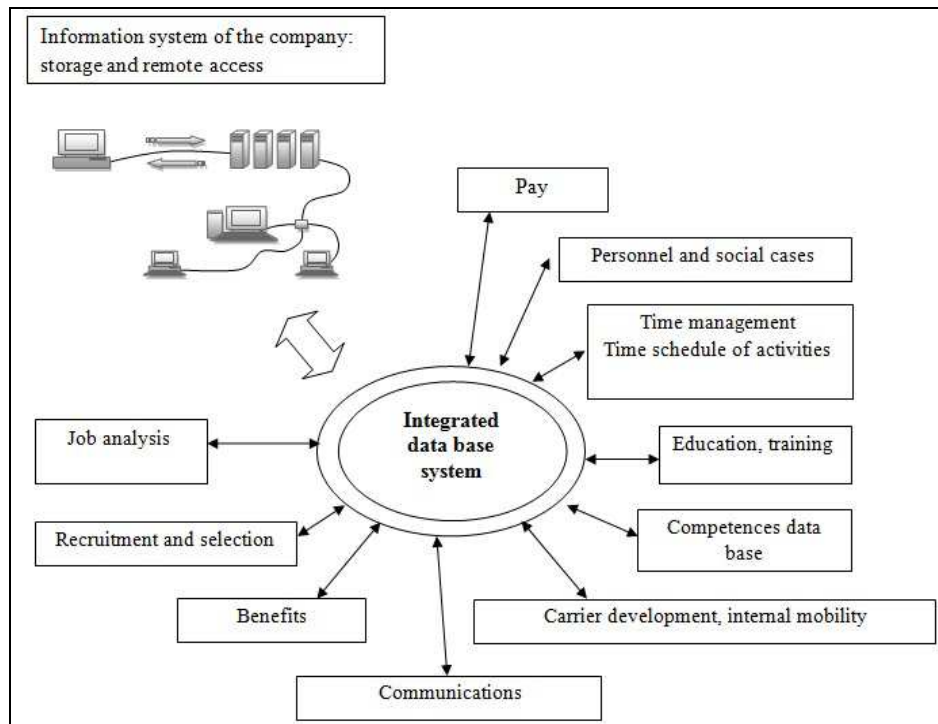 Information system of the company:
storage and remote access
Pay
Personnel and social cases
Time management
Time schedule of activities
Integrated
data base
system
Job analysis
Education, training
Recruitment and selection
Competences data
base
Benefits
Carrier development, internal mobility
Communications